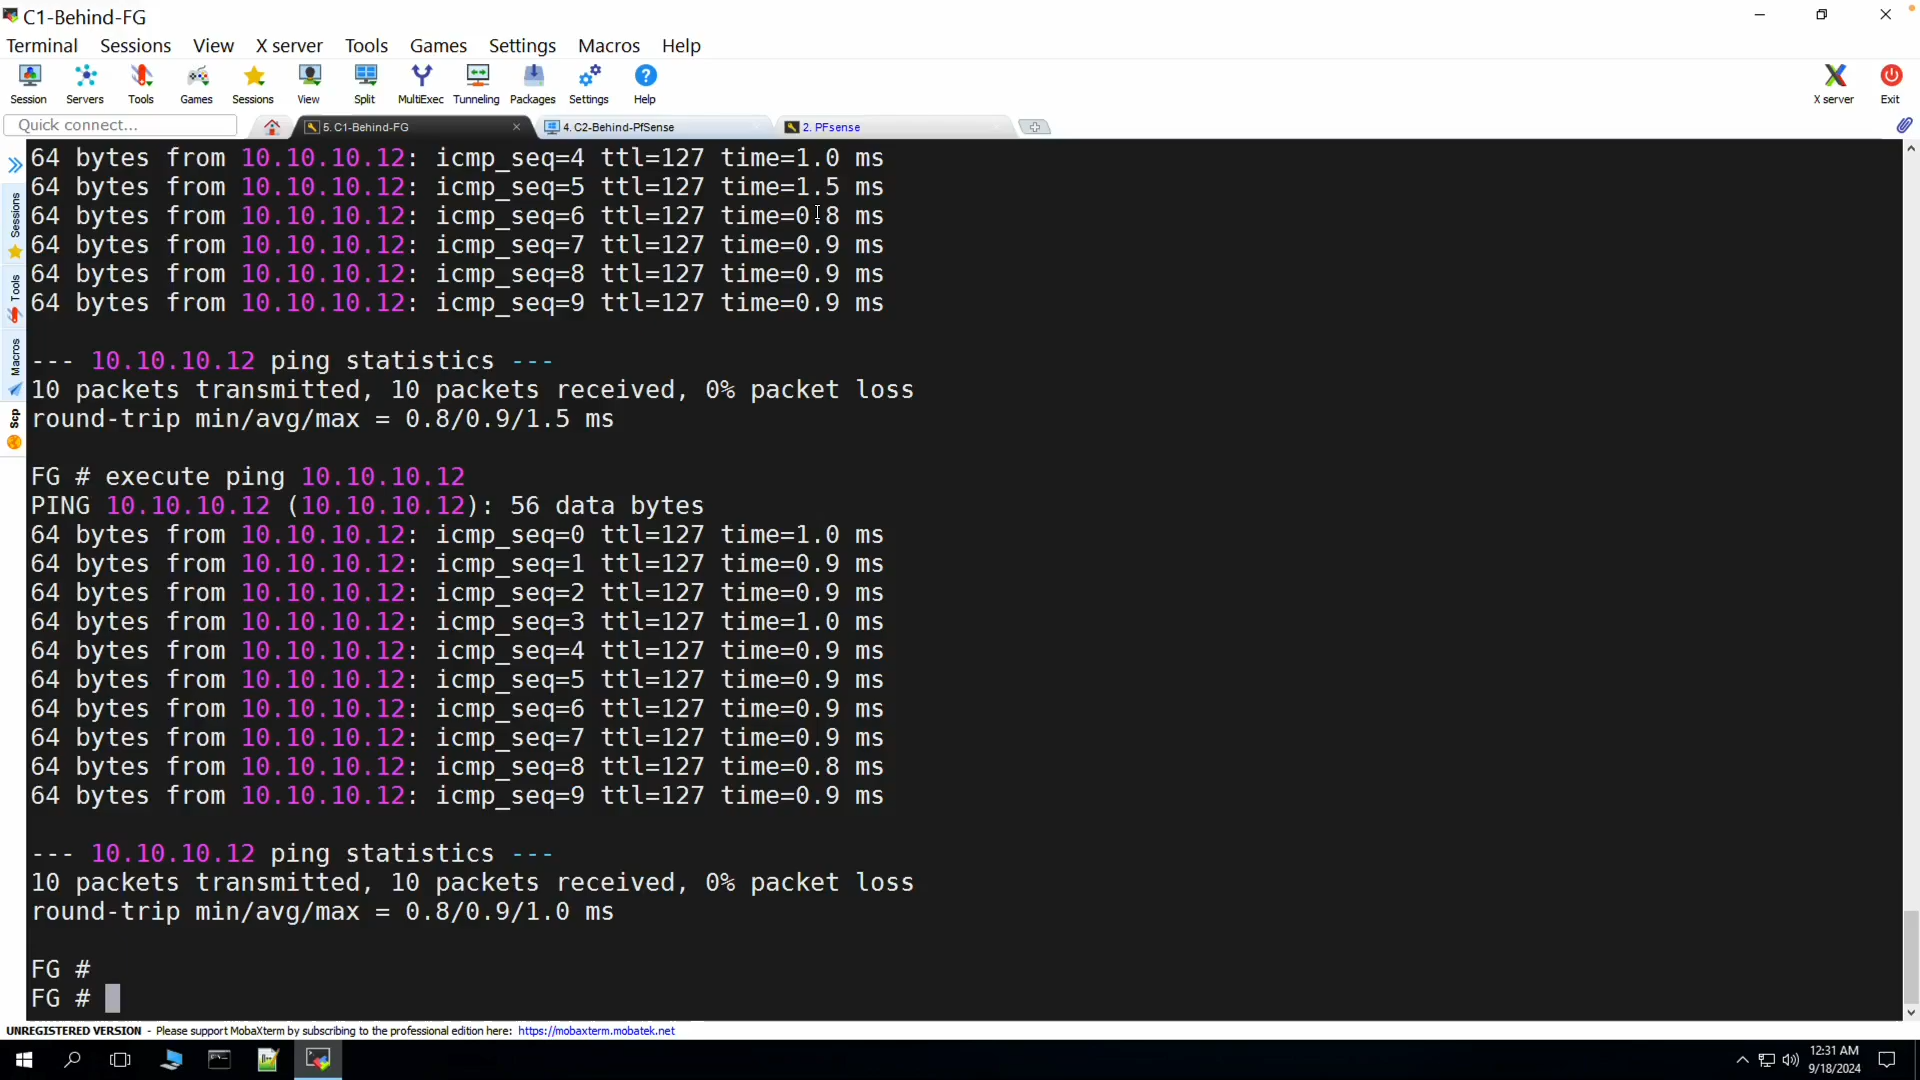 C1-Behind-FG
Terminal Sessions View X server Tools Games Settings Macros Help
Session Servers Tools Games Sessions View Split MultiExec Tunneling Packages Settings Help X server Exit
Quick connect... 5. C1-Behind-FG 4. C2-Behind-PfSense 2. PFsense
Sessions
Tools
Macros
Scp
64 bytes from 10.10.10.12: icmp_seq=4 ttl=127 time=1.0 ms
64 bytes from 10.10.10.12: icmp_seq=5 ttl=127 time=1.5 ms
64 bytes from 10.10.10.12: icmp_seq=6 ttl=127 time=0.8 ms
64 bytes from 10.10.10.12: icmp_seq=7 ttl=127 time=0.9 ms
64 bytes from 10.10.10.12: icmp_seq=8 ttl=127 time=0.9 ms
64 bytes from 10.10.10.12: icmp_seq=9 ttl=127 time=0.9 ms
--- 10.10.10.12 ping statistics ---
10 packets transmitted, 10 packets received, 0% packet loss
round-trip min/avg/max = 0.8/0.9/1.5 ms
FG # execute ping 10.10.10.12
PING 10.10.10.12 (10.10.10.12): 56 data bytes
64 bytes from 10.10.10.12: icmp_seq=0 ttl=127 time=1.0 ms
64 bytes from 10.10.10.12: icmp_seq=1 ttl=127 time=0.9 ms
64 bytes from 10.10.10.12: icmp_seq=2 ttl=127 time=0.9 ms
64 bytes from 10.10.10.12: icmp_seq=3 ttl=127 time=1.0 ms
64 bytes from 10.10.10.12: icmp_seq=4 ttl=127 time=0.9 ms
64 bytes from 10.10.10.12: icmp_seq=5 ttl=127 time=0.9 ms
64 bytes from 10.10.10.12: icmp_seq=6 ttl=127 time=0.9 ms
64 bytes from 10.10.10.12: icmp_seq=7 ttl=127 time=0.9 ms
64 bytes from 10.10.10.12: icmp_seq=8 ttl=127 time=0.8 ms
64 bytes from 10.10.10.12: icmp_seq=9 ttl=127 time=0.9 ms
--- 10.10.10.12 ping statistics ---
10 packets transmitted, 10 packets received, 0% packet loss
round-trip min/avg/max = 0.8/0.9/1.0 ms
FG #
FG #
UNREGISTERED VERSION - Please support MobaXterm by subscribing to the professional edition here: https://mobaxterm.mobatek.net
12:31 AM
9/18/2024